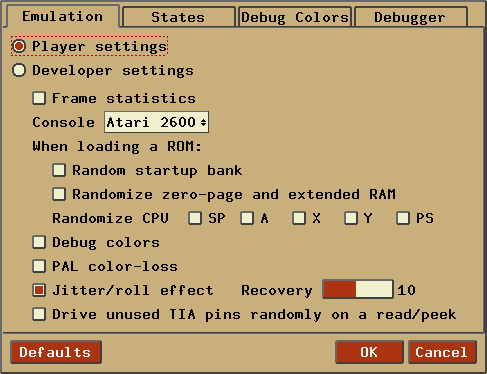 Emulation States Debug Colors Debugger
Player settings
Developer settings
Frame statistics
Console Atari 2600
When loading a ROM:
Random startup bank
Randomize zero-page and extended RAM
Randomize CPU SP A X Y PS
Debug colors
PAL color-loss
Jitter/roll effect Recovery 10
Drive unused TIA pins randomly on a read/peek
Defaults OK Cancel